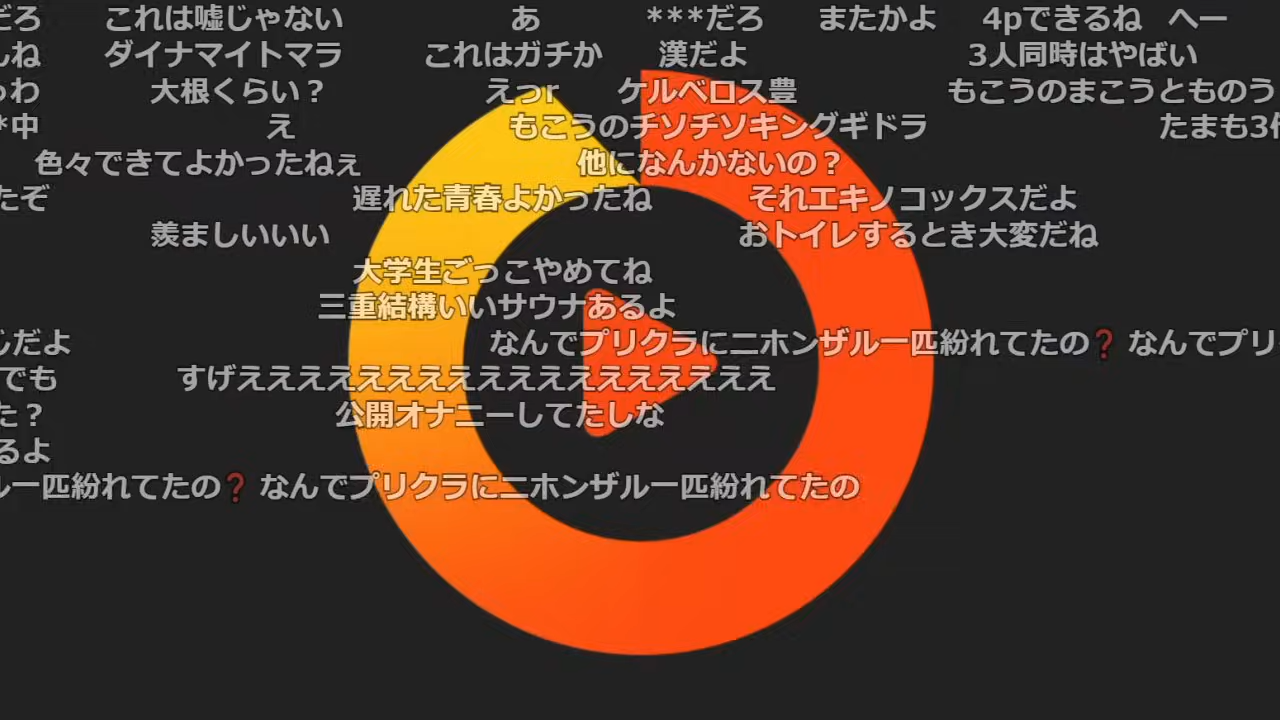 だろ これは嘘じゃない あ ***だろ またかよ 4pできるね へー
んね ダイナマイトマラ これはガチか 漢だよ 3人同時はやばい
っわ 大根くらい？ えっr ケルベロス豊 もこうのまこうとものう
*中 え もこうのチソチソキングギドラ たまも3倍
色々できてよかったねぇ 他になんかないの？
たぞ 遅れた青春よかったね それエキノコックスだよ
羨ましいいい おトイレするとき大変だね
大学生ごっこやめてね
三重結構いいサウナあるよ
んだよ なんでプリクラにニホンザル一匹紛れてたの❓ なんでプリ
でも すげえええええええええええええええええええ
た？ 公開オナニーしてたしな
るよ
ル一匹紛れてたの❓ なんでプリクラにニホンザル一匹紛れてたの